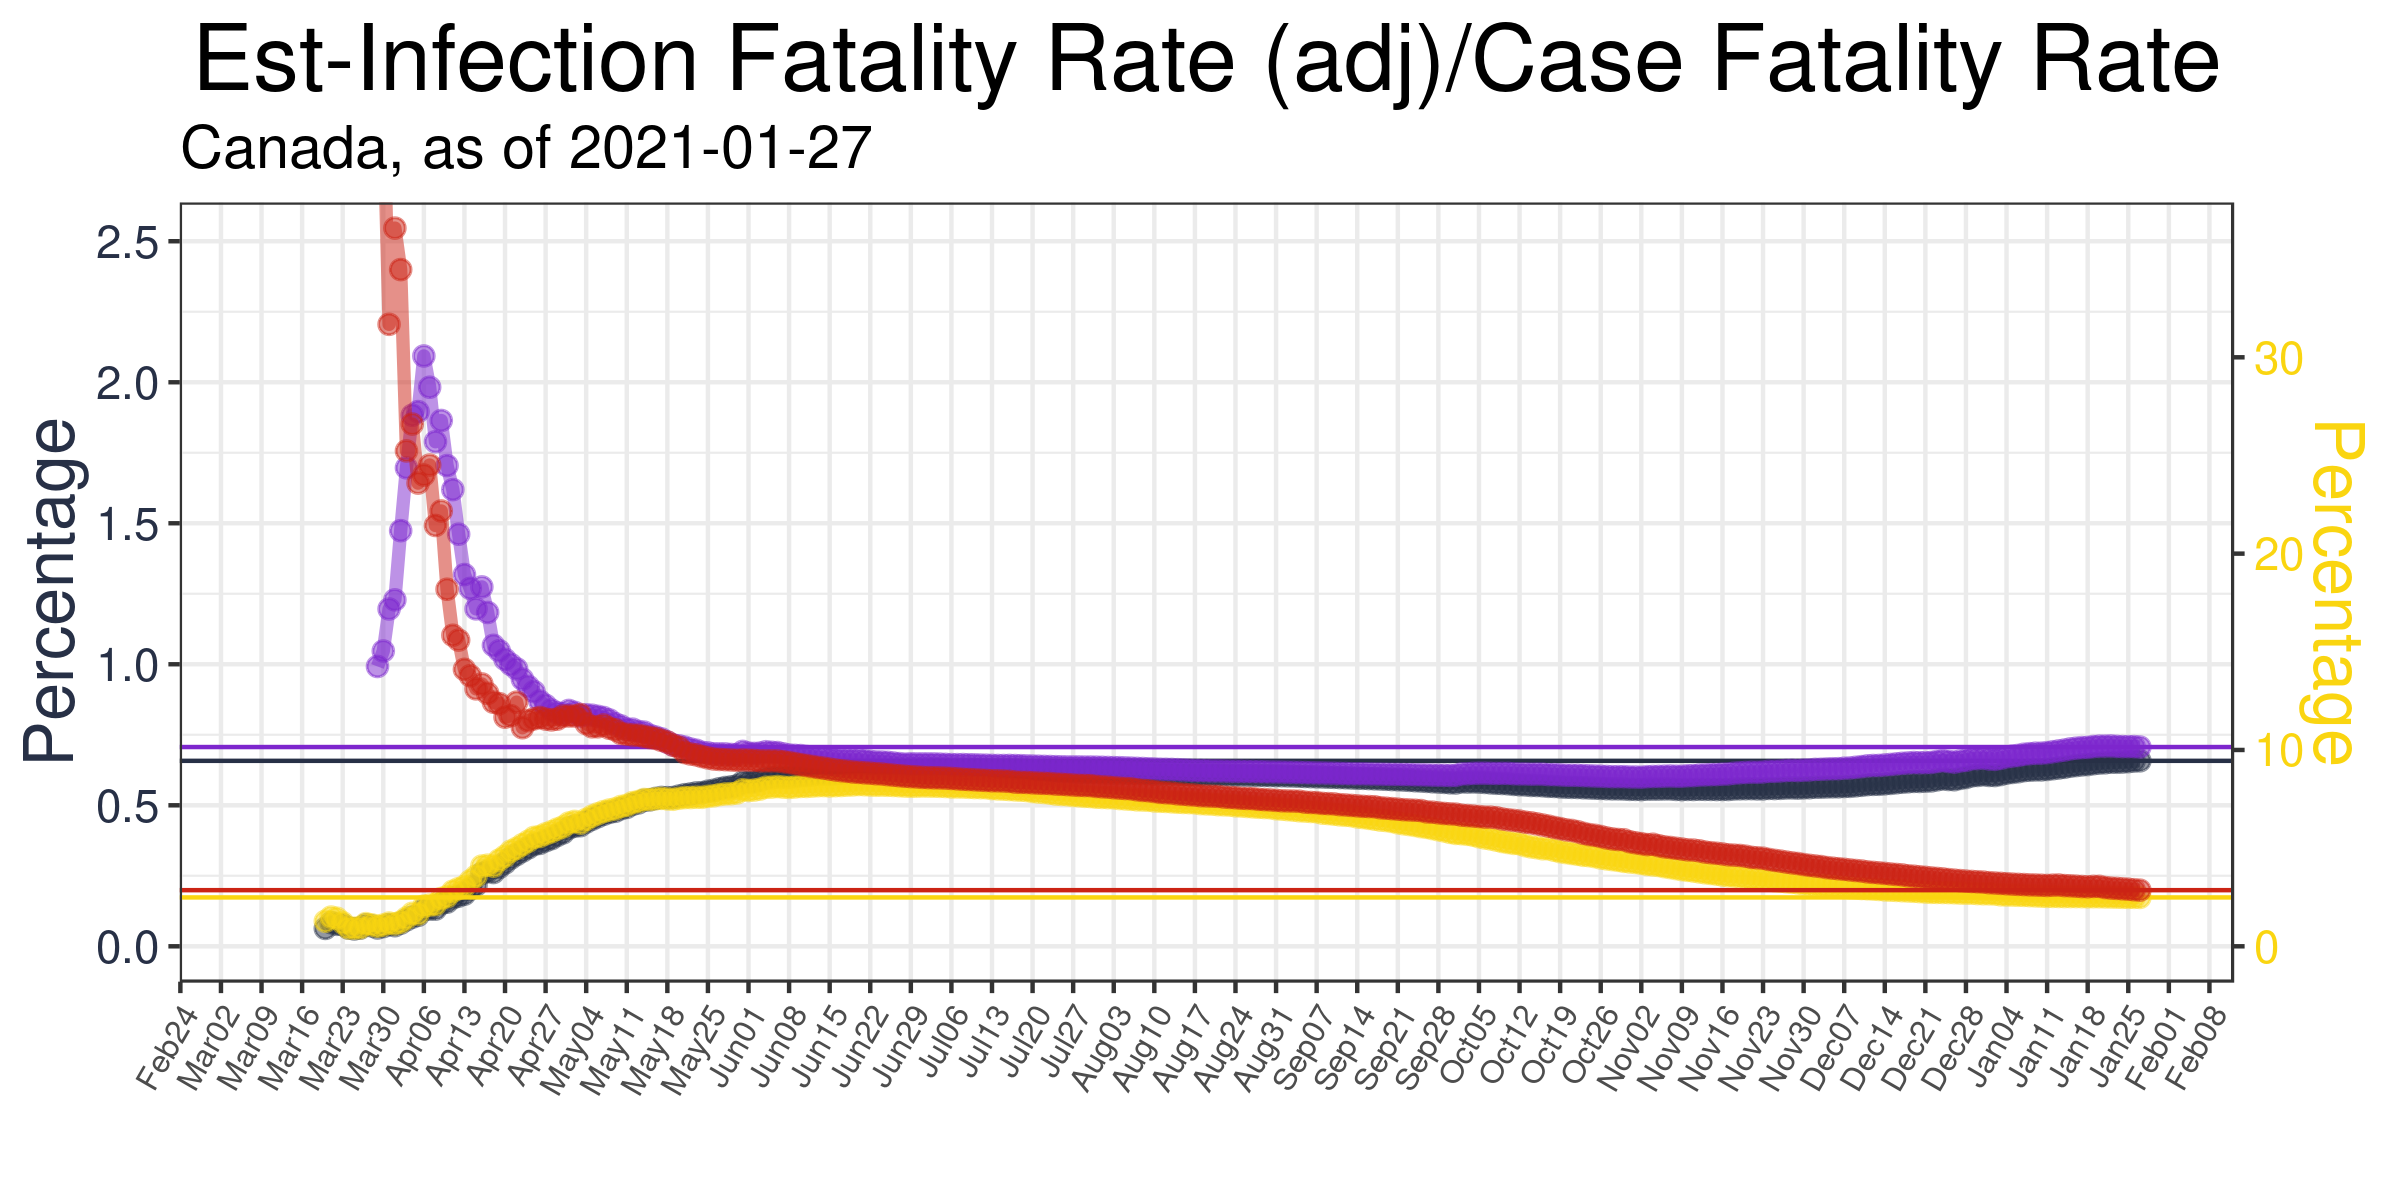 Est-Infection Fatality Rate (adj)/Case Fatality Rate
Canada, as of 2021-01-27
Percentage
2.5
2.0
1.5
1.0
0.5
0.0
30
20
10
0
Percentage
Feb24 Mar02 Mar09 Mar16 Mar23 Mar30 Apr06 Apr13 Apr20 Apr27 May04 May11 May18 May25 Jun01 Jun08 Jun15 Jun22 Jun29 Jul06 Jul13 Jul20 Jul27 Aug03 Aug10 Aug17 Aug24 Aug31 Sep07 Sep14 Sep21 Sep28 Oct05 Oct12 Oct19 Oct26 Nov02 Nov09 Nov16 Nov23 Nov30 Dec07 Dec14 Dec21 Dec28 Jan04 Jan11 Jan18 Jan25 Feb01 Feb08